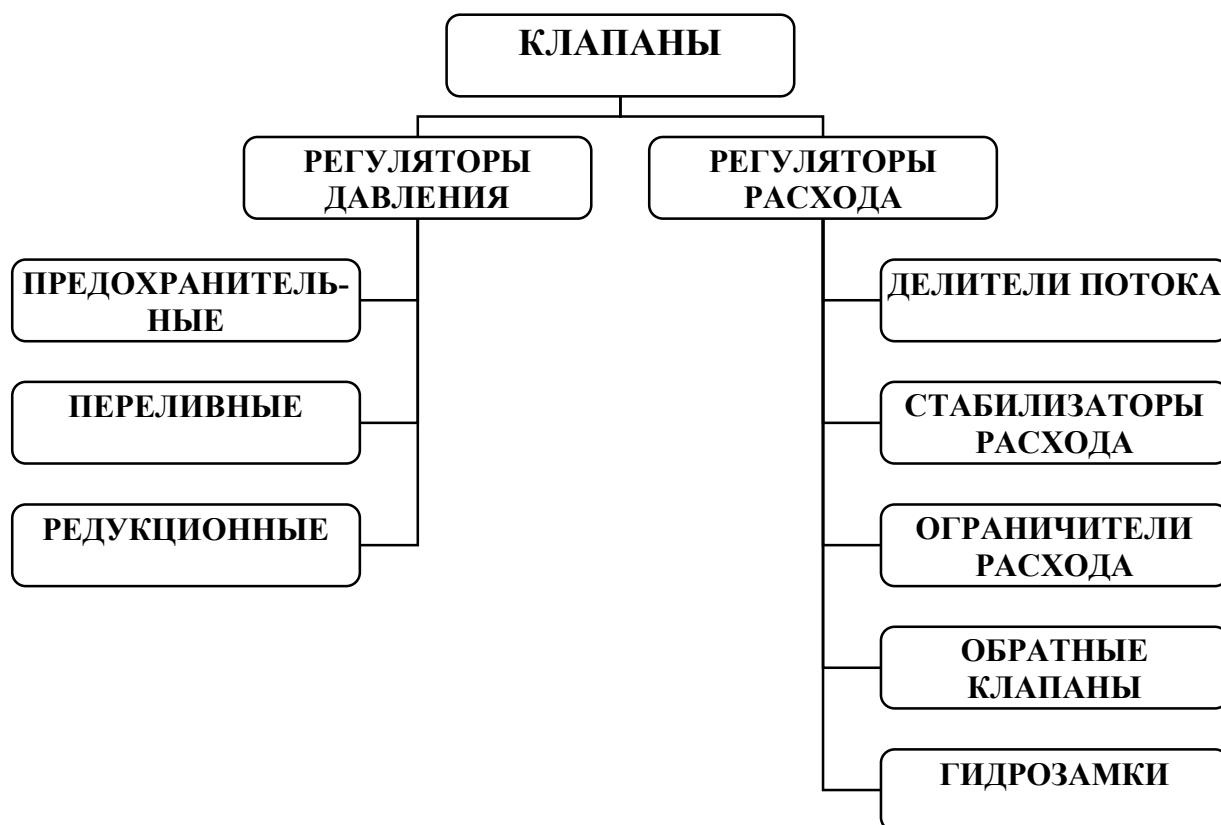 КЛАПАНЫ
РЕГУЛЯТОРЫ
ДАВЛЕНИЯ
РЕГУЛЯТОРЫ
РАСХОДА
ПРЕДОХРАНИТЕЛЬ-
НЫЕ
ПЕРЕЛИВНЫЕ
РЕДУКЦИОННЫЕ
ДЕЛИТЕЛИ ПОТОКА
СТАБИЛИЗАТОРЫ
РАСХОДА
ОГРАНИЧИТЕЛИ
РАСХОДА
ОБРАТНЫЕ
КЛАПАНЫ
ГИДРОЗАМКИ